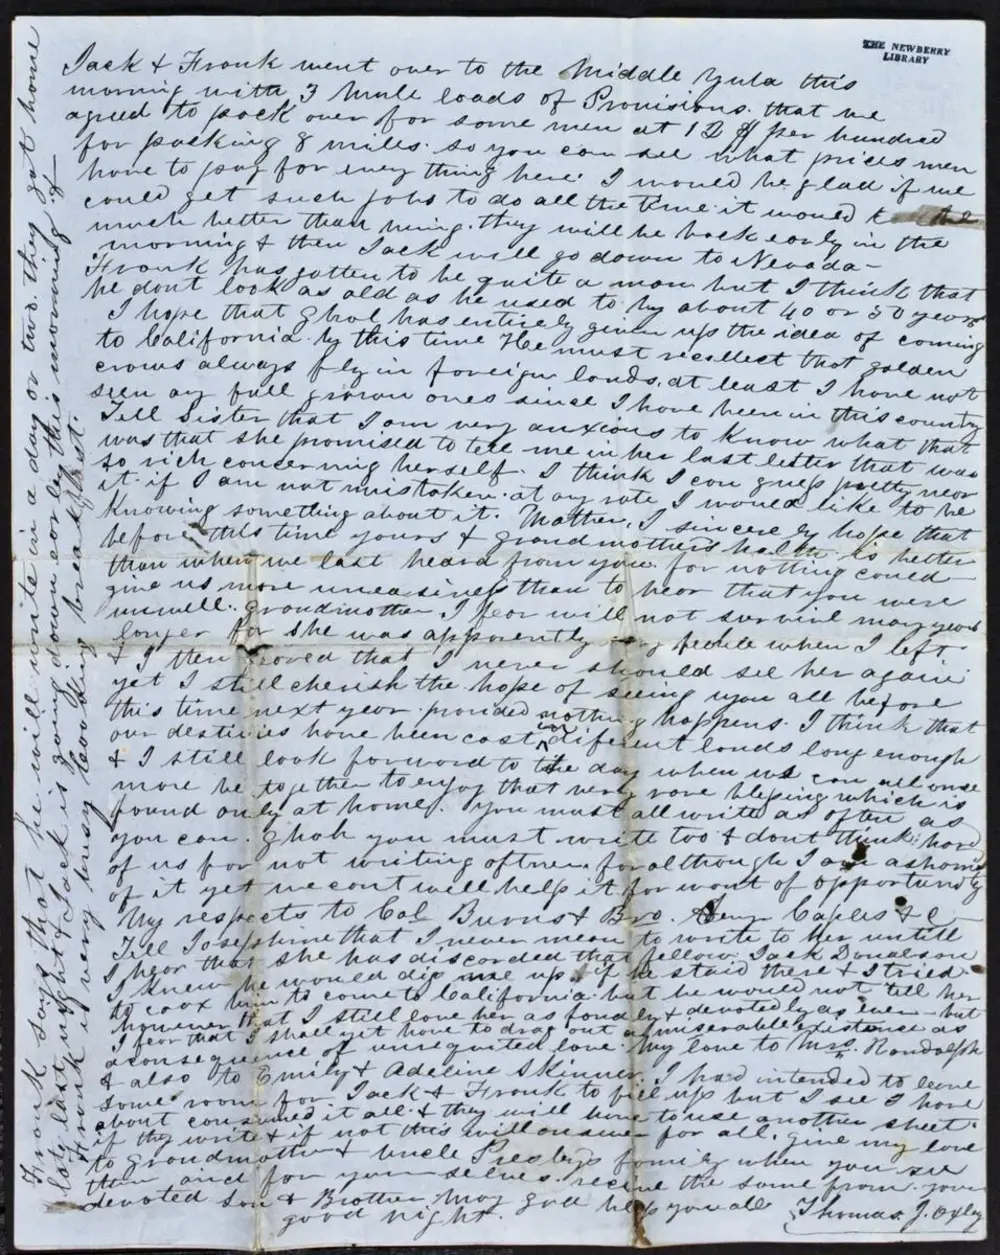 THE NEWBERRY
LIBRARY
Jack & Frank went over to the Middle Yuba this
morning with 3 Mule loads of Provisions. that we
agreed to pack over for some men at 12 $ per hundred
for packing 8 miles. so you can see what prices men
have to pay for every thing here. I would be glad if we
could get such jobs to do all the time it would be
much better than mining. they will be back early in the
morning & then Jack will go down to Nevada –
Frank has gotten to be quite a man but I think that
he dont look as old as he used to by about 40 or 50 years
I hope that has entirely given up the idea of coming
to California by this time He must recollect that golden
crows always fly in foreign lands. at least I have not
seen any full grown ones since I have been in this country
Tell Sister that I am very anxious to know what that
was that she promised to tell me in her last letter that was
so rich concerning herself. I think I can guess pretty near
it. if I am not mistaken. at any rate I would like to be
knowing something about it. Mother, I sincerely hope that
before this time yours & grandmothers health is better
than when we last heard from you. for nothing could
give us more uneasiness than to hear that you were
unwell. grandmother I fear will not survive many years
longer for she was apparently very feeble when I left
& I then that I never should see her again
yet I still cherish the hope of seeing you all before
this time next year. provided nothing happens. I think that
our destinies have been cast in different lands long enough
& I still look forward to the day when we can all once
more be together to enjoy that very rare blessing which is
found only at home. you must all write as often as
you can. you must write too & dont think hard
of us for not writing oftner. for although I am ashamed
of it yet we cant well help it for want of opportunity
My respects to Cal Burns & Bro. Caples & C –
Tell Josephine that I never mean to write to her untill
I hear that she has discarded that fellow. Jack Donalson
I knew he would dig me up if he staid there & I tried
to coax him to come to California. but he would not tell her
however that I still love her as fondly & devotedly as ever – but
I fear that I shall yet have to drag out a miserable existence as
a consequence of unrequited love. My love to Mrs. Randolph
& also to Emily & Adeline Skinner. I had intended to leave
some room for Jack & Frank to fill up but I see I have
about consumed it all. & they will have to use another sheet
if they write & if not this will answer for all. give my love
to grandmother & uncle Presley's family when you see
them and for your selves. recieve the same from your
devoted son & Brother May god help you all
good night. Thomas. J. Oxley
Frank says that he will write in a day or two. they got home
late last night & Jack is going down early this morning &
Frank is very busy cooking breakfast.